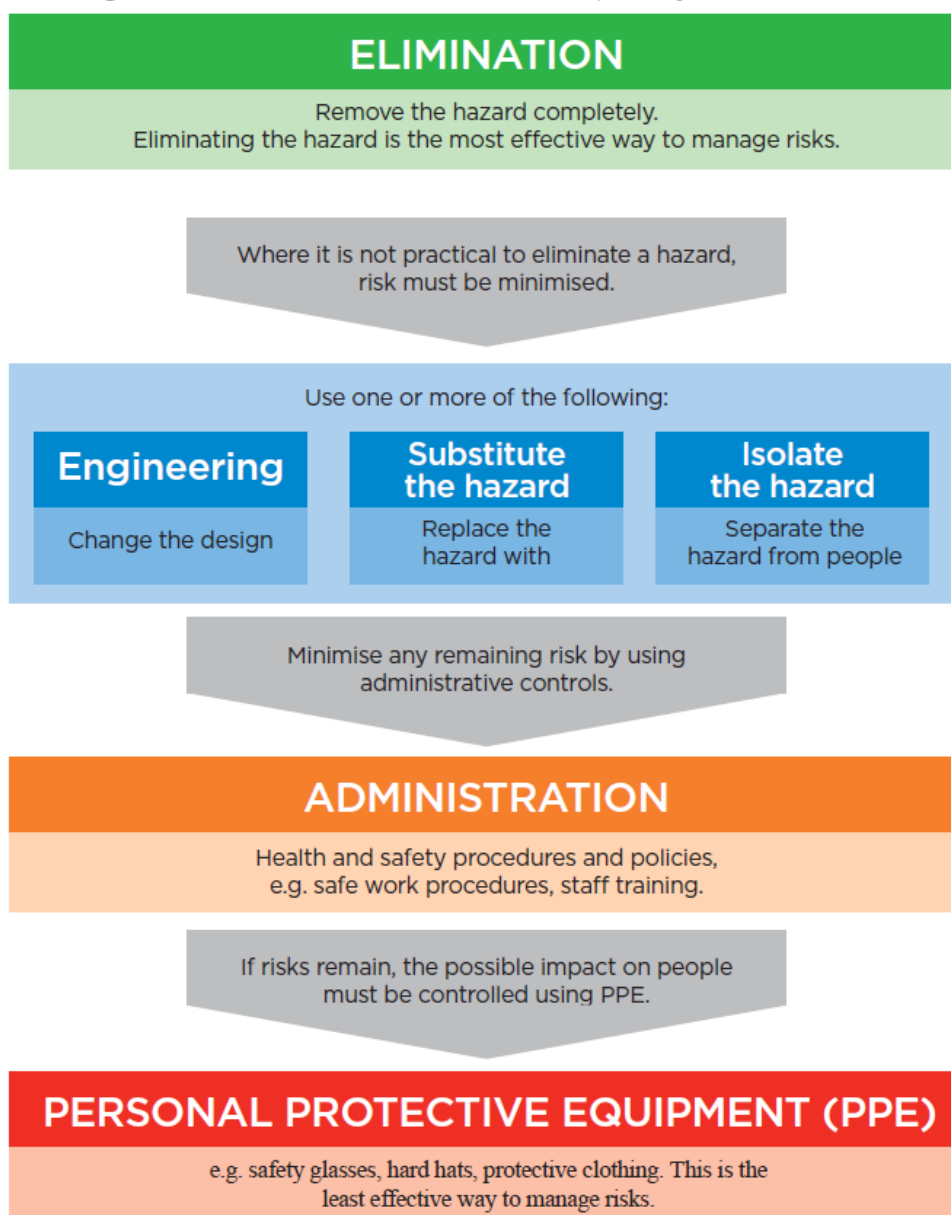 ELIMINATION
Remove the hazard completely.
Eliminating the hazard is the most effective way to manage risks.
Where it is not practical to eliminate a hazard,
risk must be minimised.
Use one or more of the following:
Engineering
Change the design
Substitute
the hazard
Replace the
hazard with
Isolate
the hazard
Separate the
hazard from people
Minimise any remaining risk by using
administrative controls.
ADMINISTRATION
Health and safety procedures and policies,
e.g. safe work procedures, staff training.
If risks remain, the possible impact on people
must be controlled using PPE.
PERSONAL PROTECTIVE EQUIPMENT (PPE)
e.g. safety glasses, hard hats, protective clothing. This is the
least effective way to manage risks.